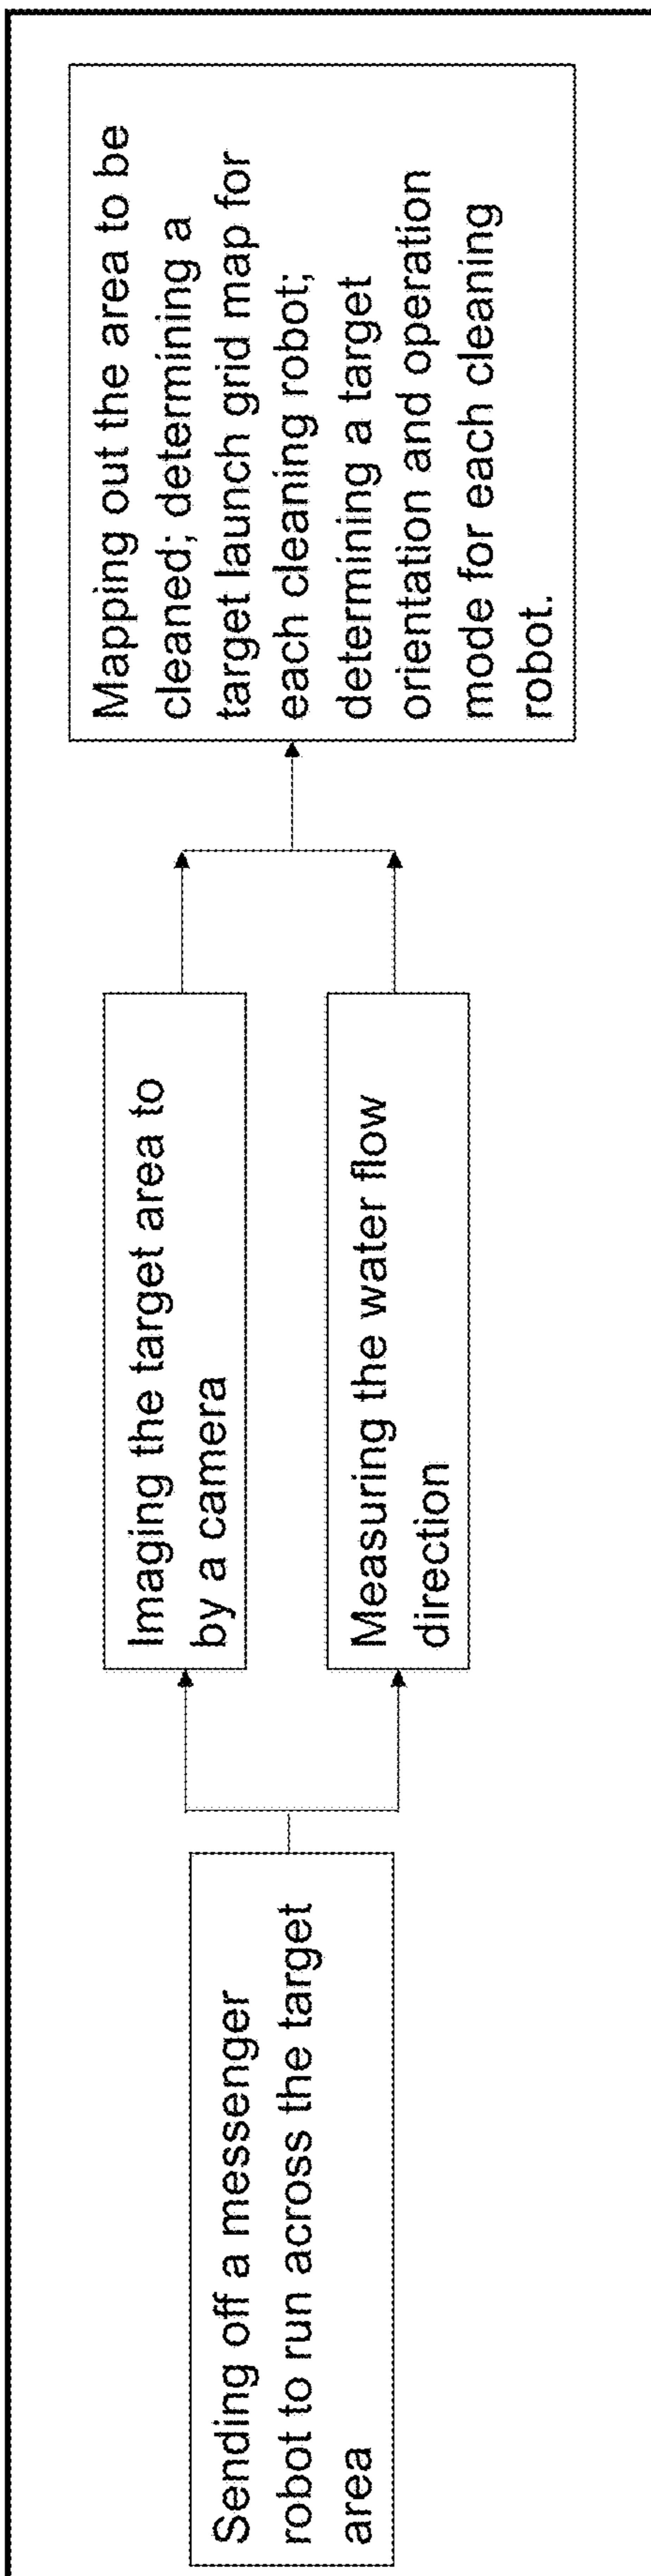 Sending off a messenger
robot to run across the target
area
Imaging the target area to
by a camera
Measuring the water flow
direction
Mapping out the area to be
cleaned; determining a
target launch grid map for
each cleaning robot;
determining a target
orientation and operation
mode for each cleaning
robot.